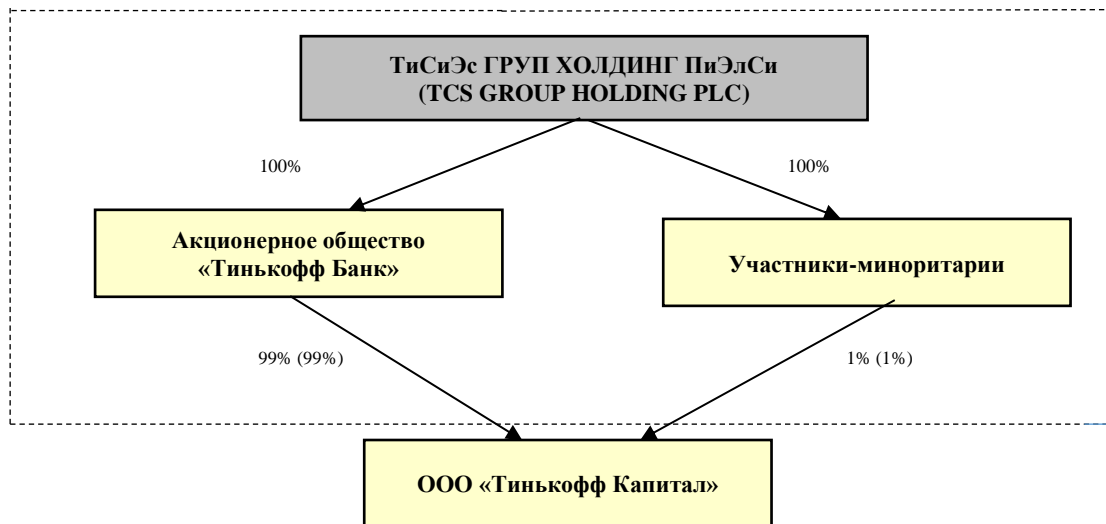 ТиСиЭс ГРУП ХОЛДИНГ ПиЭлСи
(TCS GROUP HOLDING PLC)
100%
100%
Акционерное общество
«Тинькофф Банк»
Участники-миноритарии
99% (99%)
1% (1%)
ООО «Тинькофф Капитал»